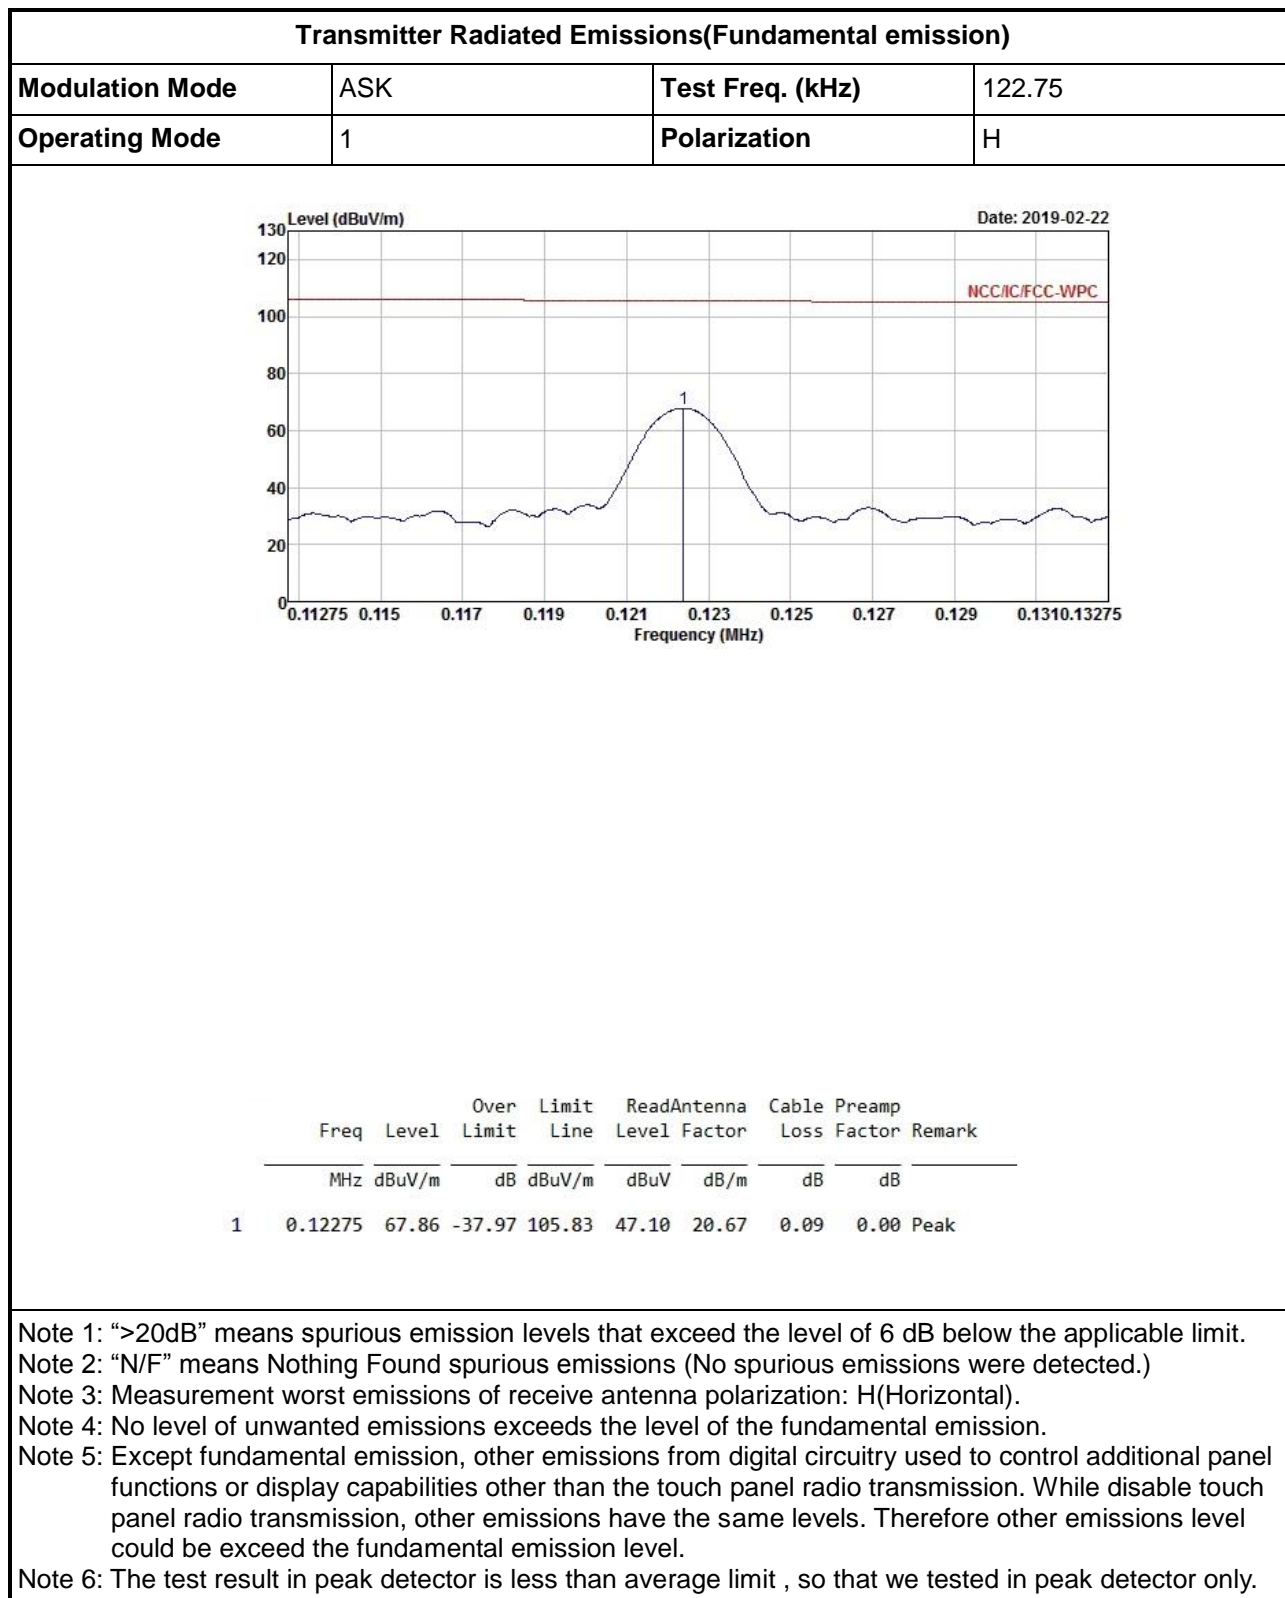 Transmitter Radiated Emissions(Fundamental emission)
Modulation Mode ASK Test Freq. (kHz) 122.75
Operating Mode 1 Polarization H
Level (dBuV/m) Date: 2019-02-22
130
120
NCC/IC/FCC-WPC
100
80
1
60
40
20
0
0.11275 0.115 0.117 0.119 0.121 0.123 0.125 0.127 0.129 0.131 0.13275
Frequency (MHz)
Over Limit ReadAntenna Cable Preamp
Freq Level Limit Line Level Factor Loss Factor Remark
MHz dBuV/m dB dBuV/m dBuV dB/m dB dB
1 0.12275 67.86 -37.97 105.83 47.10 20.67 0.09 0.00 Peak
Note 1: “>20dB” means spurious emission levels that exceed the level of 6 dB below the applicable limit.
Note 2: “N/F” means Nothing Found spurious emissions (No spurious emissions were detected.)
Note 3: Measurement worst emissions of receive antenna polarization: H(Horizontal).
Note 4: No level of unwanted emissions exceeds the level of the fundamental emission.
Note 5: Except fundamental emission, other emissions from digital circuitry used to control additional panel
functions or display capabilities other than the touch panel radio transmission. While disable touch
panel radio transmission, other emissions have the same levels. Therefore other emissions level
could be exceed the fundamental emission level.
Note 6: The test result in peak detector is less than average limit , so that we tested in peak detector only.